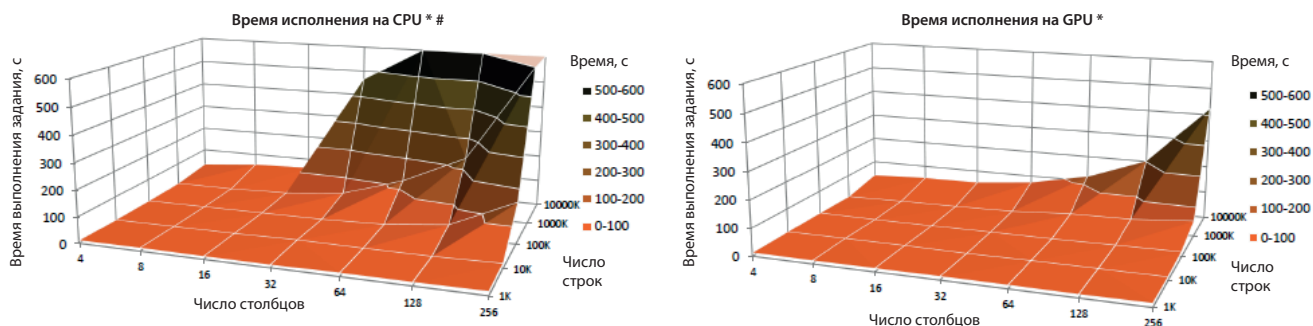 Время исполнения на CPU * #
Время выполнения задания, с
600
500
400
300
200
100
0
4
8
16
32
64
128
256
Число столбцов
1K
10K
100K
1000K
10000K
Число
строк
Время, с
500-600
400-500
300-400
200-300
100-200
0-100
Время исполнения на GPU *
Время выполнения задания, с
600
500
400
300
200
100
0
4
8
16
32
64
128
256
Число столбцов
1K
10K
100K
1000K
10000K
Число
строк
Время, с
500-600
400-500
300-400
200-300
100-200
0-100